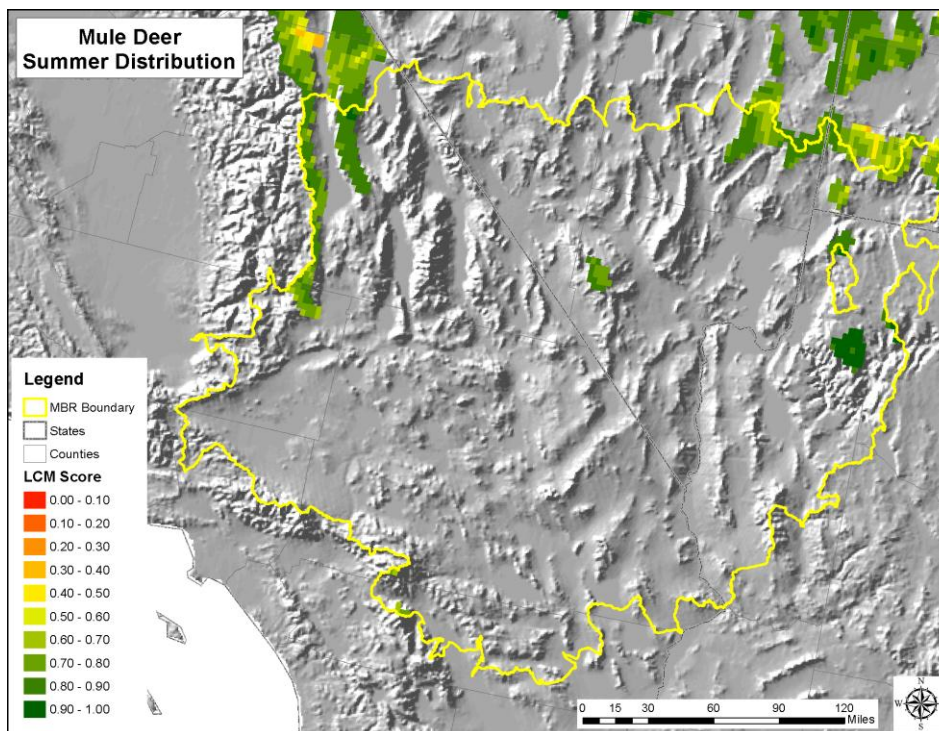 Mule Deer
Summer Distribution
Legend
MBR Boundary
States
Counties
LCM Score
0.00 - 0.10
0.10 - 0.20
0.20 - 0.30
0.30 - 0.40
0.40 - 0.50
0.50 - 0.60
0.60 - 0.70
0.70 - 0.80
0.80 - 0.90
0.90 - 1.00
0 15 30 60 90 120
Miles
N
W E
S